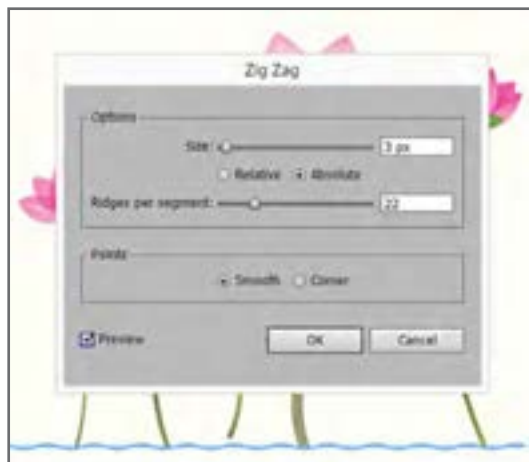 Zig Zag
Options
Size: 3 px
Relative Absolute
Ridges per segment: 22
Points
Smooth Corner
Preview OK Cancel